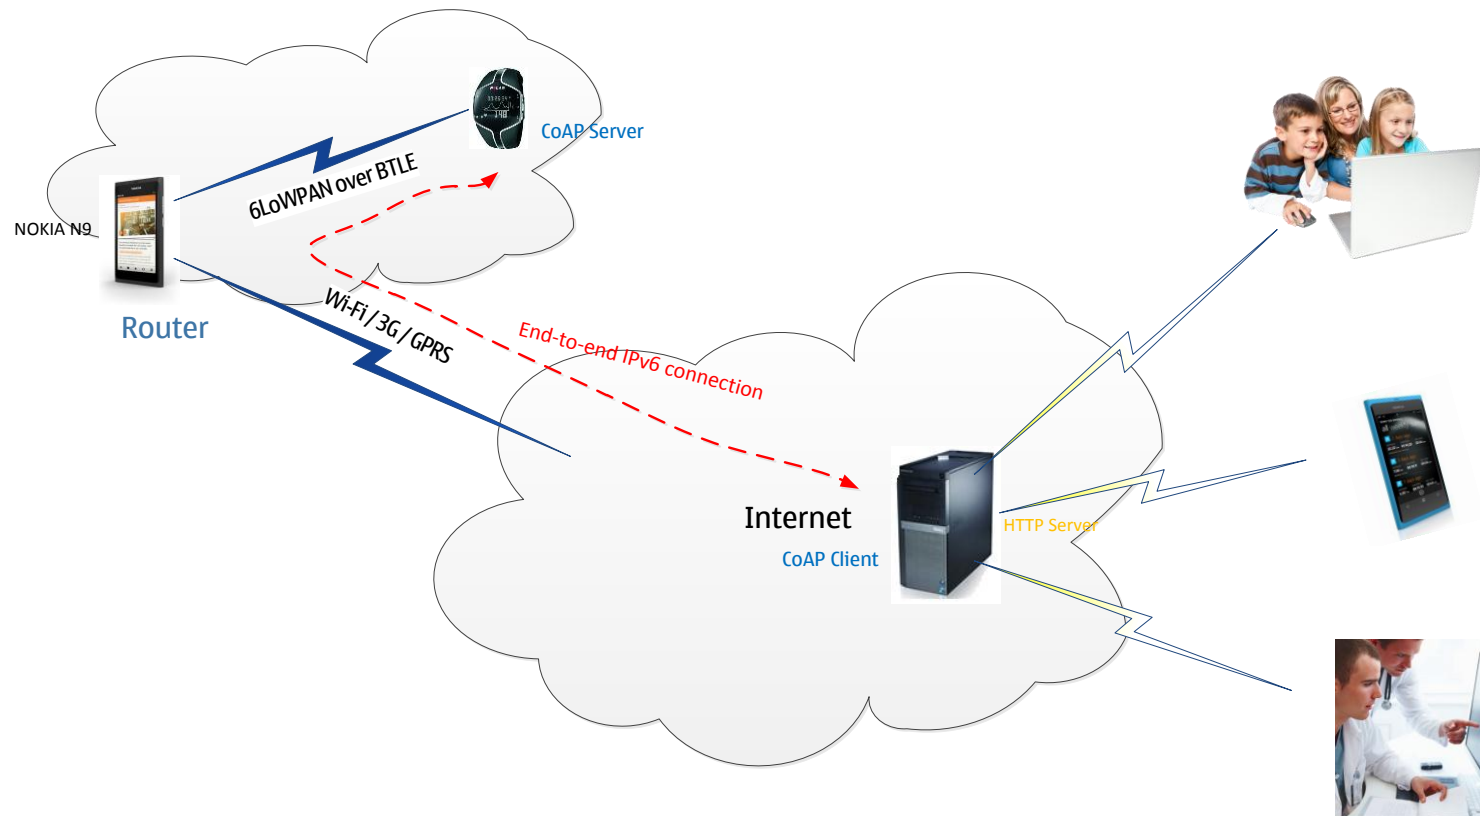 POLAR
CoAP Server
6LoWPAN over BTLE
NOKIA N9
Router
Wi-Fi / 3G / GPRS
End-to-end IPv6 connection
Internet
CoAP Client
HTTP Server